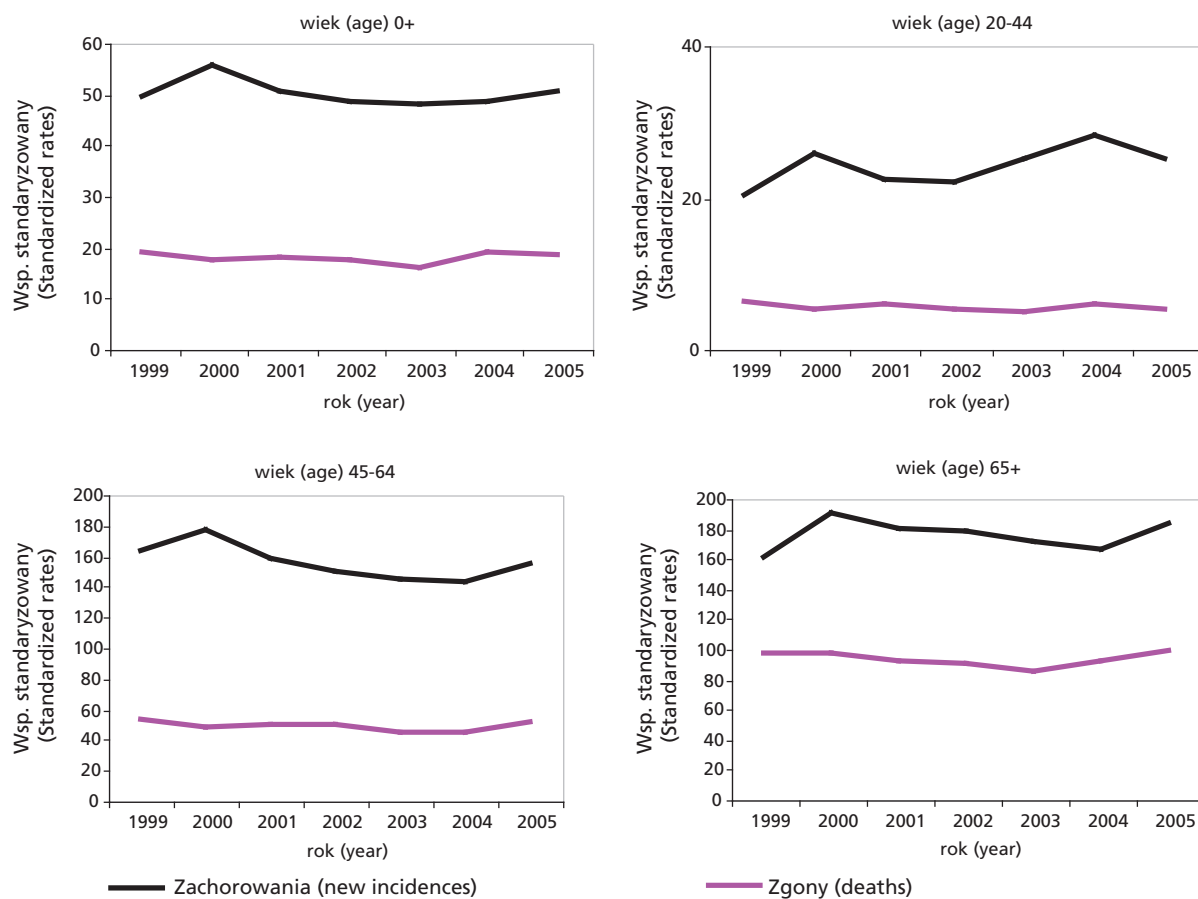 wiek (age) 0+
Wsp. standaryzowany
(Standardized rates)
60
50
40
30
20
10
0
1999 2000 2001 2002 2003 2004 2005
rok (year)
wiek (age) 20-44
Wsp. standaryzowany
(Standardized rates)
40
20
0
1999 2000 2001 2002 2003 2004 2005
rok (year)
wiek (age) 45-64
Wsp. standaryzowany
(Standardized rates)
200
180
160
140
120
100
80
60
40
20
0
1999 2000 2001 2002 2003 2004 2005
rok (year)
wiek (age) 65+
Wsp. standaryzowany
(Standardized rates)
200
180
160
140
120
100
80
60
40
20
0
1999 2000 2001 2002 2003 2004 2005
rok (year)
Zachorowania (new incidences)
Zgony (deaths)